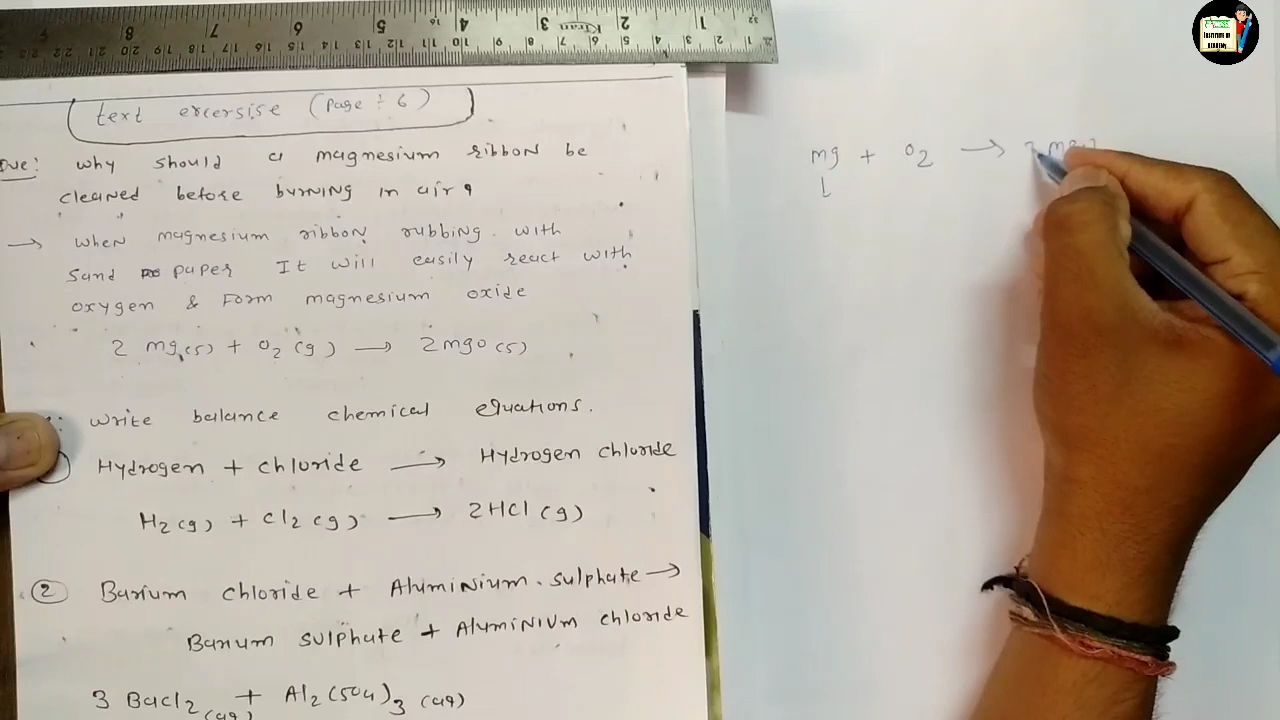 text excersise (page ÷ 6)
why should a magnesium ribbon be
cleaned before burning in air ?
→ when magnesium ribbon rubbing with
sand paper It will easily react with
oxygen & Form magnesium oxide
2 mg(s) + O2 (g) → 2mgo (s)
write balance chemical equations.
Hydrogen + chloride → Hydrogen chloride
H2 (g) + Cl2 (g) → 2HCl (g)
② Barium chloride + Aluminium sulphate →
Barium sulphate + Aluminium chloride
3 BaCl2 (aq) + Al2 (SO4)3 (aq)
mg + O2 →